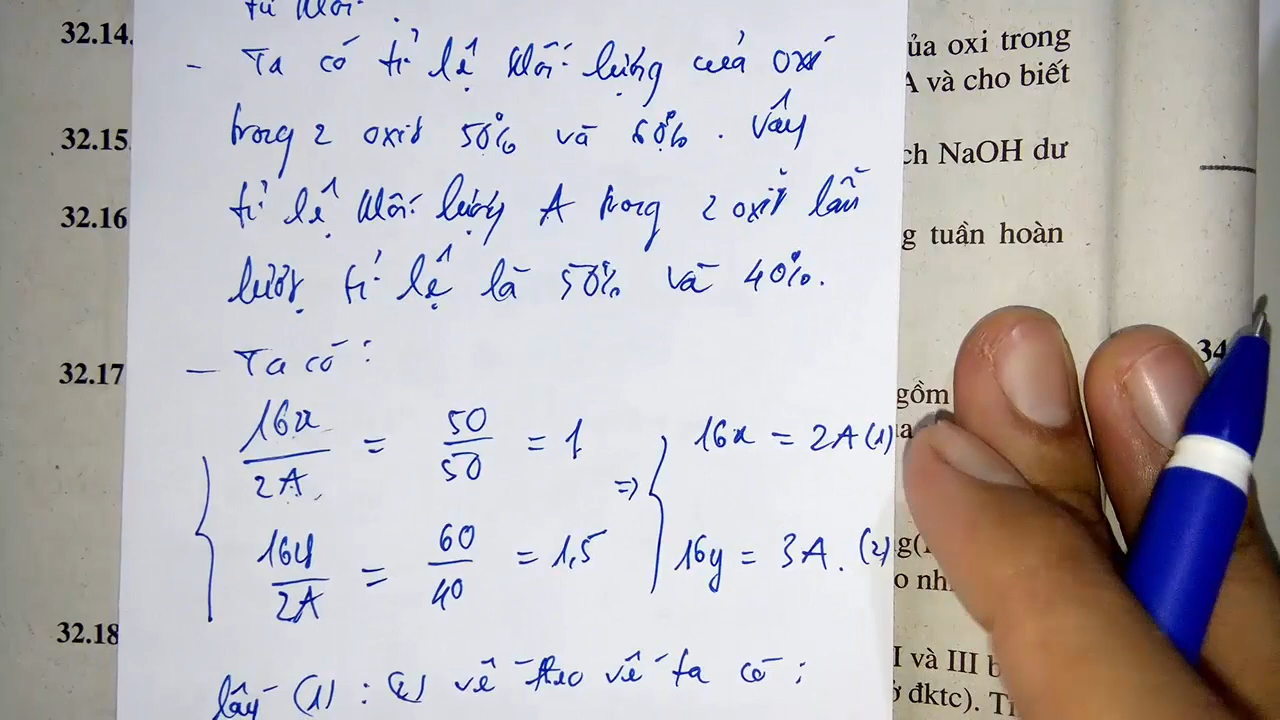 32.14.
32.15
32.16
32.17
32.18
- Ta có tỉ lệ khối lượng của oxi
trong 2 oxit 50% và 60%. Vậy
tỉ lệ khối lượng A trong 2 oxit lần
lượt tỉ lệ là 50% và 40%.
- Ta có:
16x / 2A = 50 / 50 = 1 => 16x = 2A (1)
16y / 2A = 60 / 40 = 1,5 16y = 3A. (2)
lấy (1) : (2) vế theo vế ta có:
ủa oxi trong
A và cho biết
ch NaOH dư
g tuần hoàn
gồm
34
I và III b
ở đktc). T